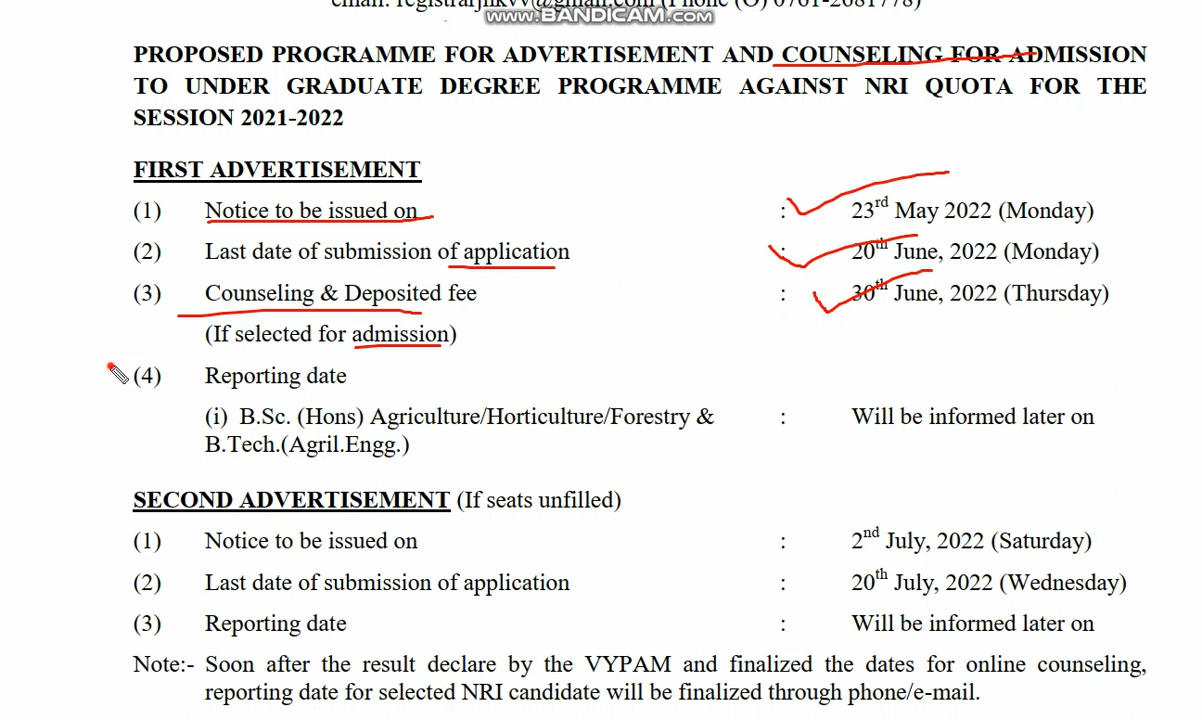 email: registrarjnkvv@gmail.com (Phone (O) 0761-2681778)
www.BANDICAM.com
PROPOSED PROGRAMME FOR ADVERTISEMENT AND COUNSELING FOR ADMISSION
TO UNDER GRADUATE DEGREE PROGRAMME AGAINST NRI QUOTA FOR THE
SESSION 2021-2022
FIRST ADVERTISEMENT
(1) Notice to be issued on : 23rd May 2022 (Monday)
(2) Last date of submission of application : 20th June, 2022 (Monday)
(3) Counseling & Deposited fee : 30th June, 2022 (Thursday)
(If selected for admission)
(4) Reporting date
(i) B.Sc. (Hons) Agriculture/Horticulture/Forestry & : Will be informed later on
B.Tech.(Agril.Engg.)
SECOND ADVERTISEMENT (If seats unfilled)
(1) Notice to be issued on : 2nd July, 2022 (Saturday)
(2) Last date of submission of application : 20th July, 2022 (Wednesday)
(3) Reporting date : Will be informed later on
Note:- Soon after the result declare by the VYPAM and finalized the dates for online counseling,
reporting date for selected NRI candidate will be finalized through phone/e-mail.